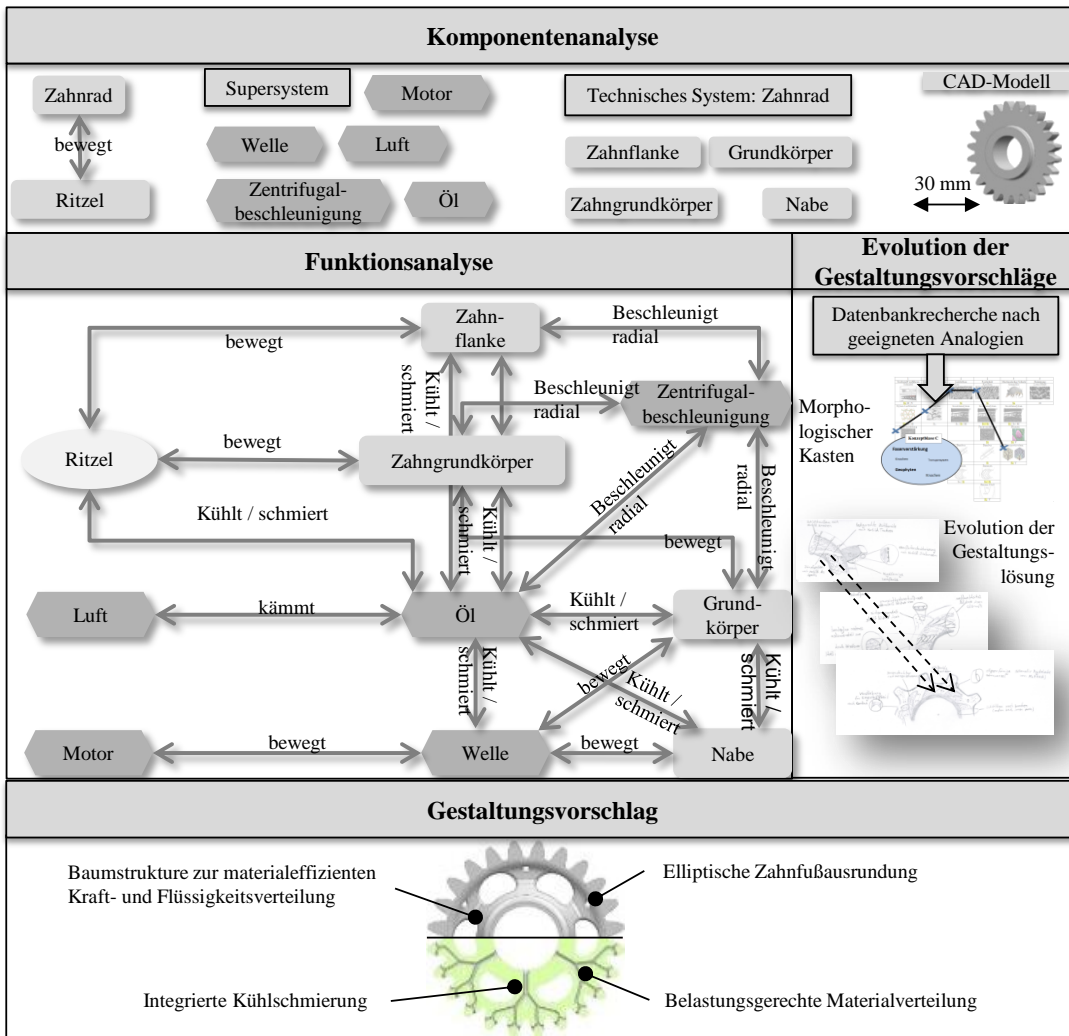 Komponentenanalyse
Zahnrad
bewegt
Ritzel
Supersystem
Motor
Welle
Luft
Zentrifugal-
beschleunigung
Öl
Technisches System: Zahnrad
Zahnflanke
Grundkörper
Zahngrundkörper
Nabe
CAD-Modell
30 mm
Funktionsanalyse
Zahn-
flanke
bewegt
Beschleunigt
radial
Kühlt /
schmiert
Beschleunigt
radial
Zentrifugal-
beschleunigung
Ritzel
bewegt
Zahngrundkörper
Beschleunigt
radial
Beschleunigt
radial
Kühlt / schmiert
Kühlt /
schmiert
bewegt
Luft
kämmt
Öl
Kühlt /
schmiert
Grund-
körper
Kühlt /
schmiert
bewegt
Kühlt /
schmiert
Kühlt /
schmiert
Motor
bewegt
Welle
bewegt
Nabe
Evolution der
Gestaltungsvorschläge
Datenbankrecherche nach
geeigneten Analogien
Morpho-
logischer
Kasten
Faserverstärkung
Evolution der
Gestaltungs-
lösung
Gestaltungsvorschlag
Baumstrukture zur materialeffizienten
Kraft- und Flüssigkeitsverteilung
Elliptische Zahnfußausrundung
Integrierte Kühlschmierung
Belastungsgerechte Materialverteilung